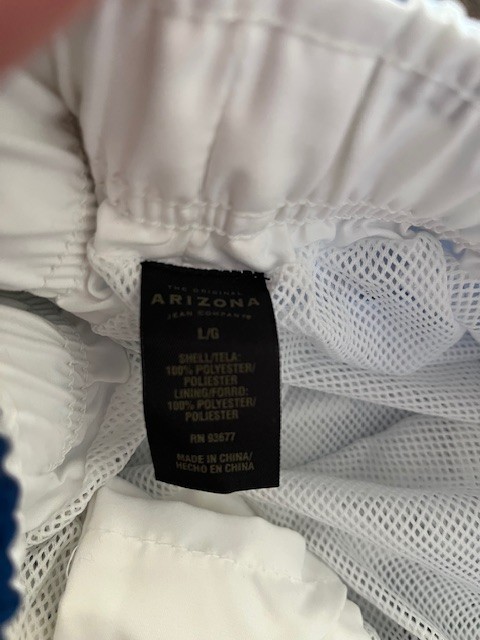 THE ORIGINAL
ARIZONA
JEAN COMPANY®
L/G
SHELL/TELA:
100% POLYESTER/
POLIESTER
LINING/FORRO:
100% POLYESTER/
POLIESTER
RN 93677
MADE IN CHINA/
HECHO EN CHINA